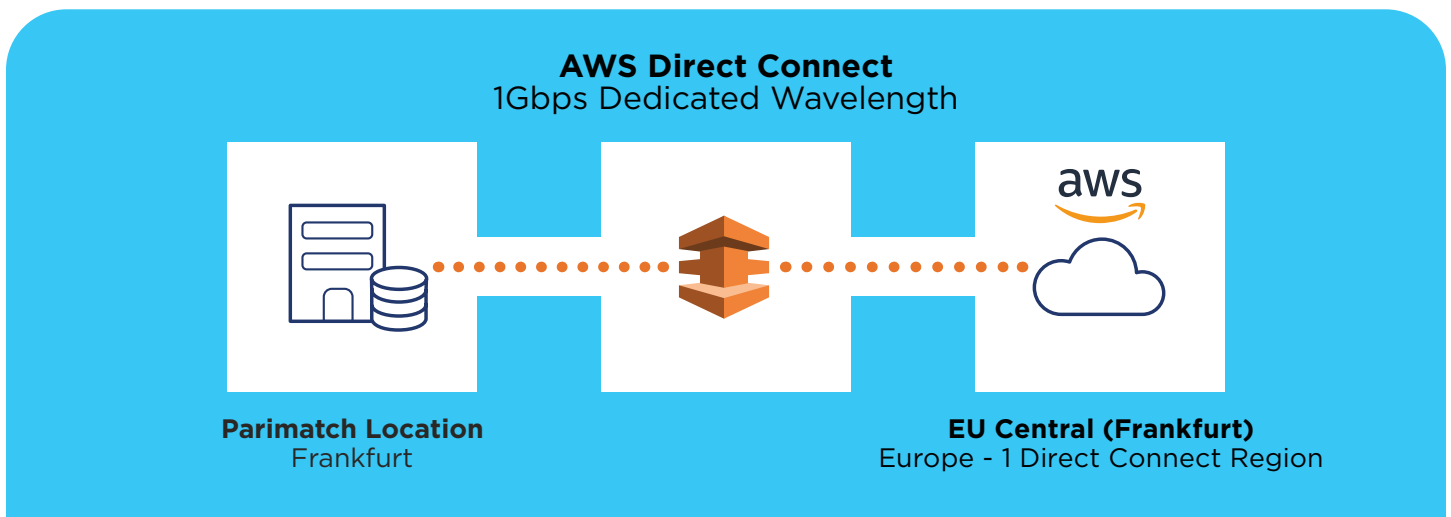 AWS Direct Connect
1Gbps Dedicated Wavelength
aws
Parimatch Location
Frankfurt
EU Central (Frankfurt)
Europe - 1 Direct Connect Region